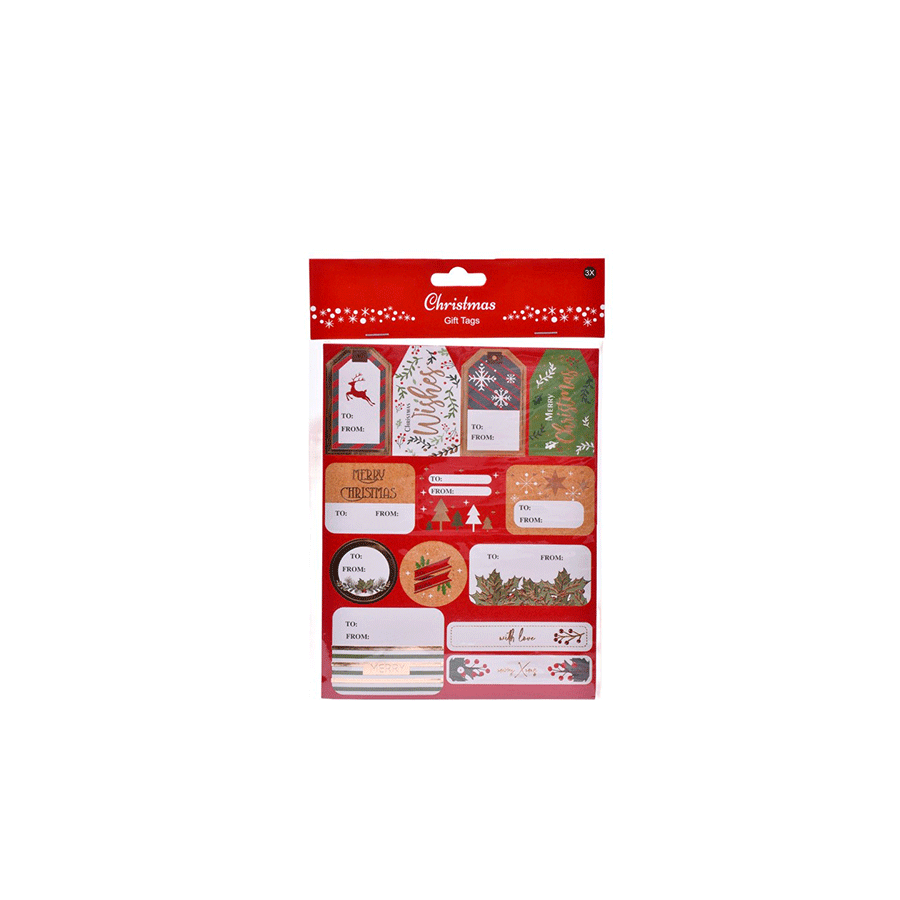 3X
Christmas
Gift Tags
TO:
FROM:
CHRISTMAS
Wishes
TO:
FROM:
MERRY
Christmas
MERRY
CHRISTMAS
TO: FROM:
TO:
FROM:
TO:
FROM:
TO:
FROM:
TO: FROM:
TO:
FROM:
MERRY
with love